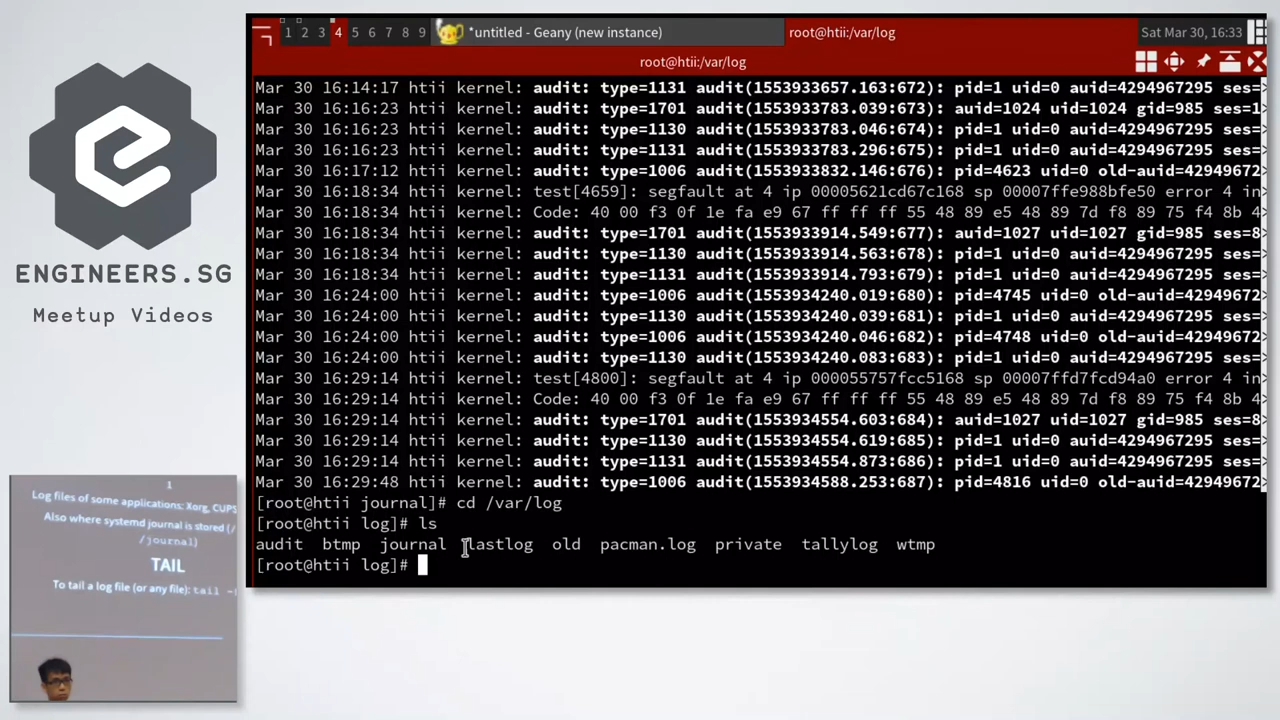 1 2 3 4 5 6 7 8 9 *untitled - Geany (new instance) root@htii:/var/log Sat Mar 30, 16:33
root@htii:/var/log
Mar 30 16:14:17 htii kernel: audit: type=1131 audit(1553933657.163:672): pid=1 uid=0 auid=4294967295 ses=>
Mar 30 16:16:23 htii kernel: audit: type=1701 audit(1553933783.039:673): auid=1024 uid=1024 gid=985 ses=1>
Mar 30 16:16:23 htii kernel: audit: type=1130 audit(1553933783.046:674): pid=1 uid=0 auid=4294967295 ses=>
Mar 30 16:16:23 htii kernel: audit: type=1131 audit(1553933783.296:675): pid=1 uid=0 auid=4294967295 ses=>
Mar 30 16:17:12 htii kernel: audit: type=1006 audit(1553933832.146:676): pid=4623 uid=0 old-auid=42949672>
Mar 30 16:18:34 htii kernel: test[4659]: segfault at 4 ip 00005621cd67c168 sp 00007ffe988bfe50 error 4 in>
Mar 30 16:18:34 htii kernel: Code: 40 00 f3 0f 1e fa e9 67 ff ff ff 55 48 89 e5 48 89 7d f8 89 75 f4 8b 4>
Mar 30 16:18:34 htii kernel: audit: type=1701 audit(1553933914.549:677): auid=1027 uid=1027 gid=985 ses=8>
Mar 30 16:18:34 htii kernel: audit: type=1130 audit(1553933914.563:678): pid=1 uid=0 auid=4294967295 ses=>
Mar 30 16:18:34 htii kernel: audit: type=1131 audit(1553933914.793:679): pid=1 uid=0 auid=4294967295 ses=>
Mar 30 16:24:00 htii kernel: audit: type=1006 audit(1553934240.019:680): pid=4745 uid=0 old-auid=42949672>
Mar 30 16:24:00 htii kernel: audit: type=1130 audit(1553934240.039:681): pid=1 uid=0 auid=4294967295 ses=>
Mar 30 16:24:00 htii kernel: audit: type=1006 audit(1553934240.046:682): pid=4748 uid=0 old-auid=42949672>
Mar 30 16:24:00 htii kernel: audit: type=1130 audit(1553934240.083:683): pid=1 uid=0 auid=4294967295 ses=>
Mar 30 16:29:14 htii kernel: test[4800]: segfault at 4 ip 000055757fcc5168 sp 00007ffd7fcd94a0 error 4 in>
Mar 30 16:29:14 htii kernel: Code: 40 00 f3 0f 1e fa e9 67 ff ff ff 55 48 89 e5 48 89 7d f8 89 75 f4 8b 4>
Mar 30 16:29:14 htii kernel: audit: type=1701 audit(1553934554.603:684): auid=1027 uid=1027 gid=985 ses=8>
Mar 30 16:29:14 htii kernel: audit: type=1130 audit(1553934554.619:685): pid=1 uid=0 auid=4294967295 ses=>
Mar 30 16:29:14 htii kernel: audit: type=1131 audit(1553934554.873:686): pid=1 uid=0 auid=4294967295 ses=>
Mar 30 16:29:48 htii kernel: audit: type=1006 audit(1553934588.253:687): pid=4816 uid=0 old-auid=42949672>
[root@htii journal]# cd /var/log
[root@htii log]# ls
audit btmp journal lastlog old pacman.log private tallylog wtmp
[root@htii log]#
ENGINEERS.SG
Meetup Videos
1
Log files of some applications: Xorg, CUPS
Also where systemd journal is stored (/
/journal)
TAIL
To tail a log file (or any file): tail -